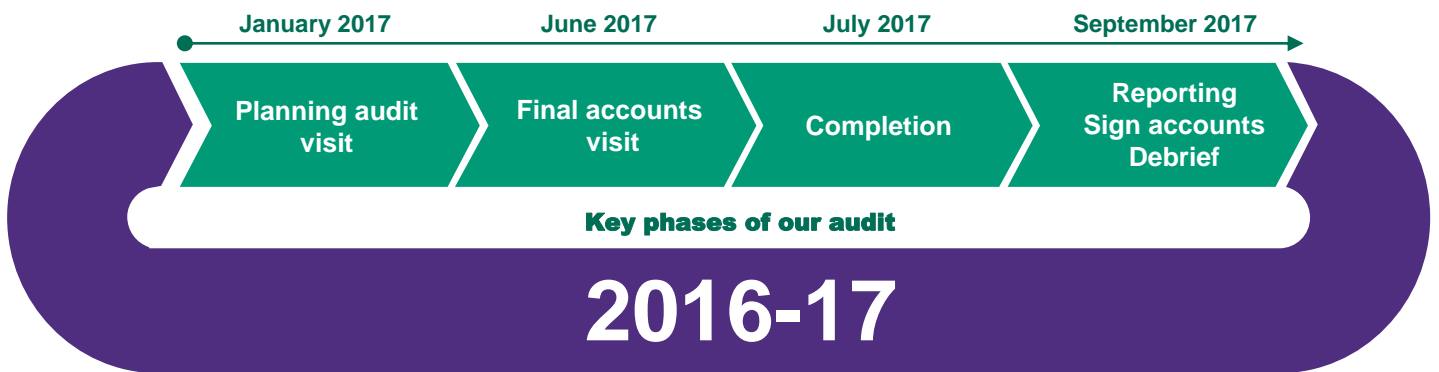 January 2017
June 2017
July 2017
September 2017
Planning audit
visit
Final accounts
visit
Completion
Reporting
Sign accounts
Debrief
Key phases of our audit
2016-17